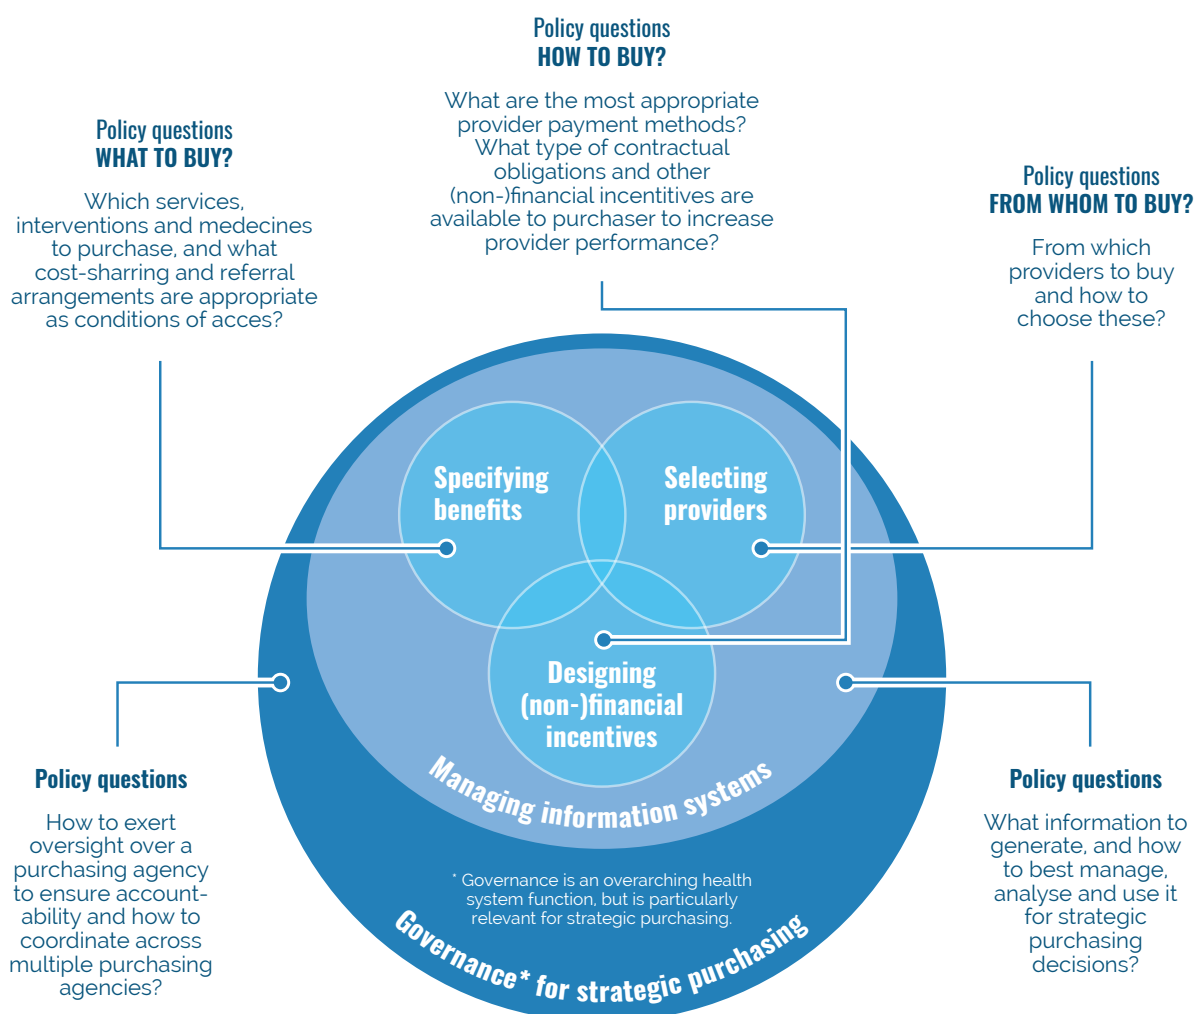 Policy questions
HOW TO BUY?
What are the most appropriate
provider payment methods?
What type of contractual
obligations and other
(non-)financial incentitives are
available to purchaser to increase
provider performance?
Policy questions
WHAT TO BUY?
Which services,
interventions and medecines
to purchase, and what
cost-sharring and referral
arrangements are appropriate
as conditions of acces?
Policy questions
FROM WHOM TO BUY?
From which
providers to buy
and how to
choose these?
Specifying
benefits
Selecting
providers
Designing
(non-)financial
incentives
Managing information systems
* Governance is an overarching health
system function, but is particularly
relevant for strategic purchasing.
Governance* for strategic purchasing
Policy questions
How to exert
oversight over a
purchasing agency
to ensure account-
ability and how to
coordinate across
multiple purchasing
agencies?
Policy questions
What information to
generate, and how
to best manage,
analyse and use it
for strategic
purchasing
decisions?